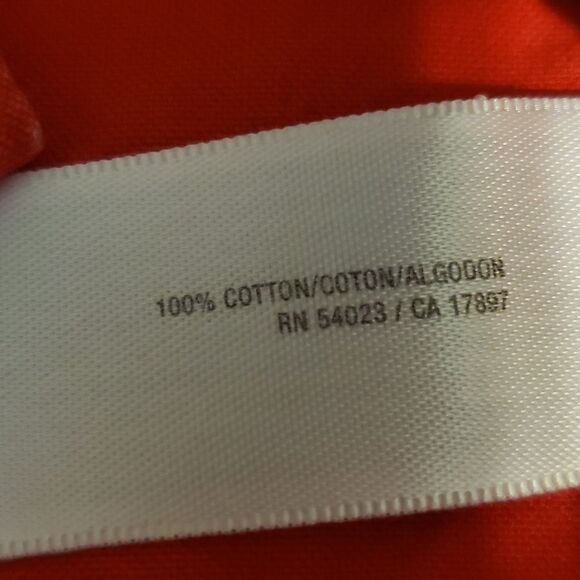 100% COTTON/COTON/ALGODON
RN 54023 / CA 17897